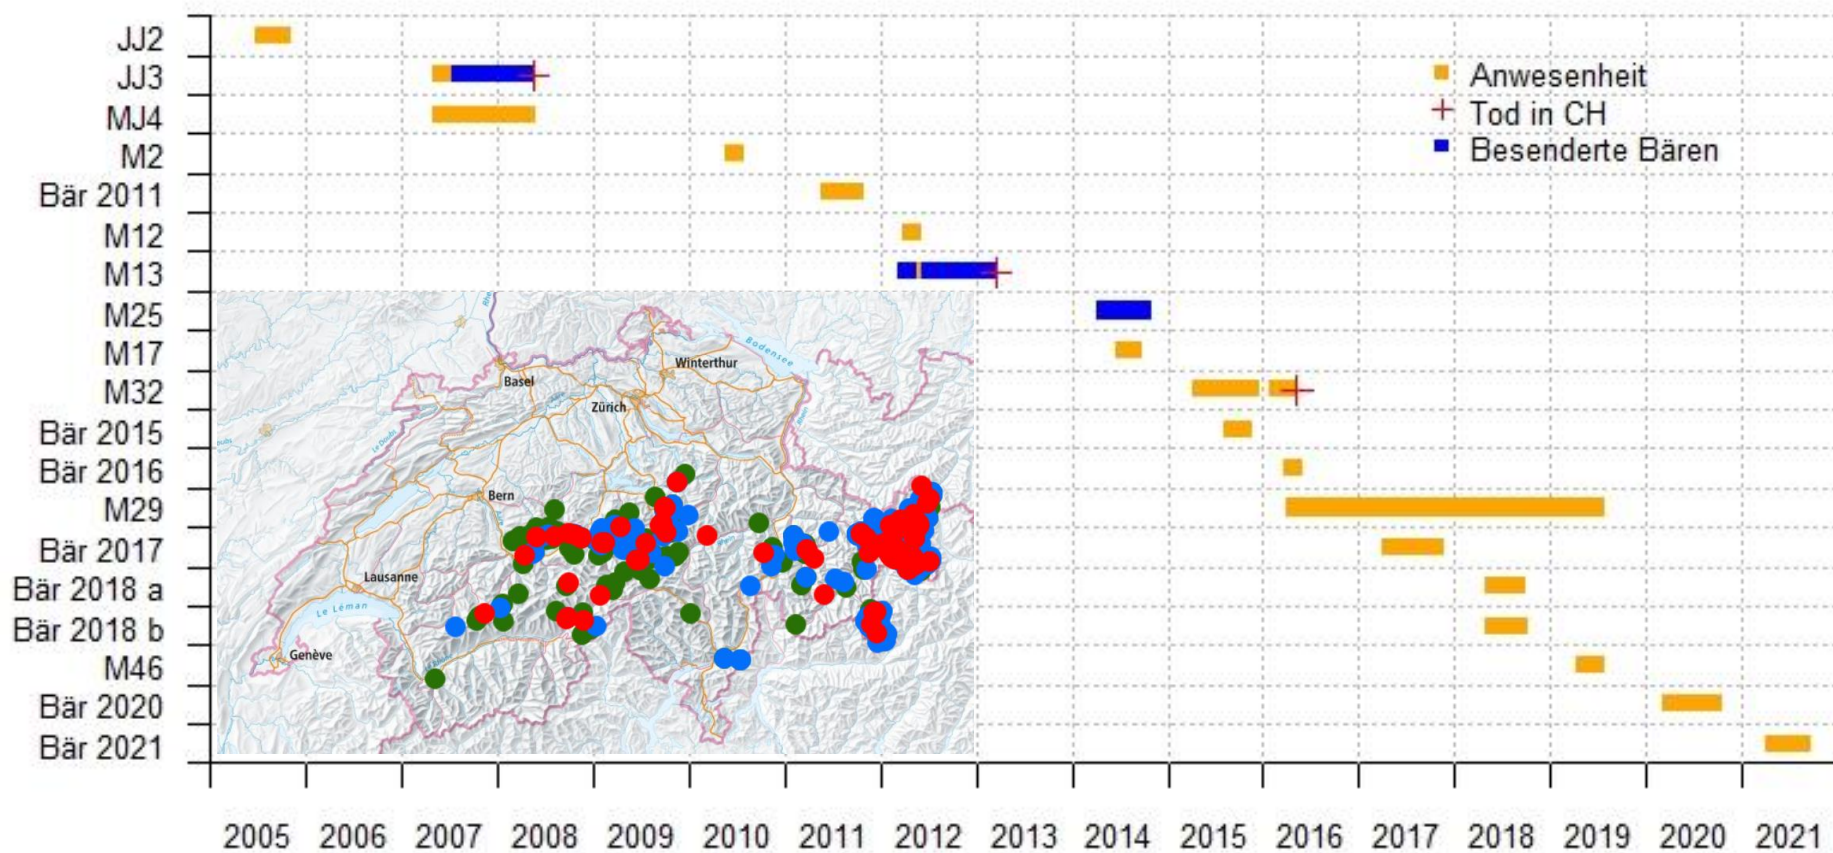 JJ2
JJ3
Anwesenheit
MJ4
Tod in CH
M2
Besenderte Bären
Bär 2011
M12
M13
M25
M17
Bodensee
Winterthur
Basel
M32
Zürich
Bär 2015
Bär 2016
Bern
M29
Bär 2017
Lausanne
Bär 2018 a
Le Léman
Bär 2018 b
Genève
M46
Bär 2020
Bär 2021
2005 2006 2007 2008 2009 2010 2011 2012 2013 2014 2015 2016 2017 2018 2019 2020 2021